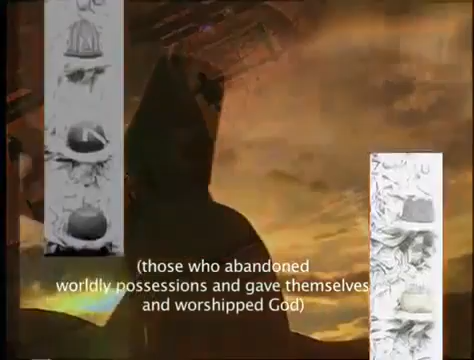 (those who abandoned
worldly possessions and gave themselves
and worshipped God)